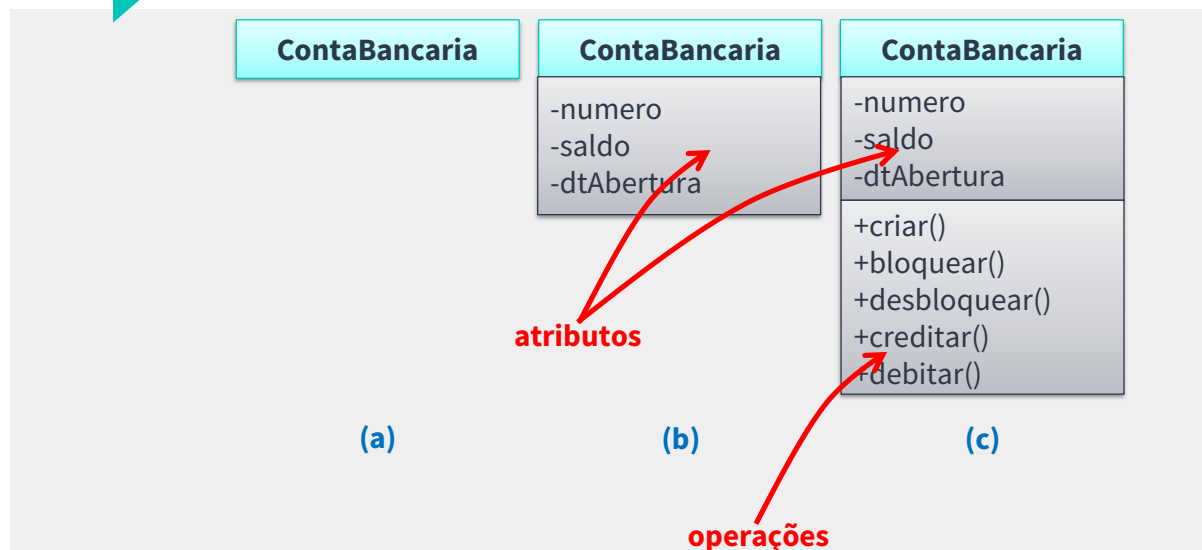 ContaBancaria
ContaBancaria
-numero
-saldo
-dtAbertura
ContaBancaria
-numero
-saldo
-dtAbertura
+criar()
+bloquear()
+desbloquear()
+creditar()
+debitar()
atributos
(a)
(b)
(c)
operações